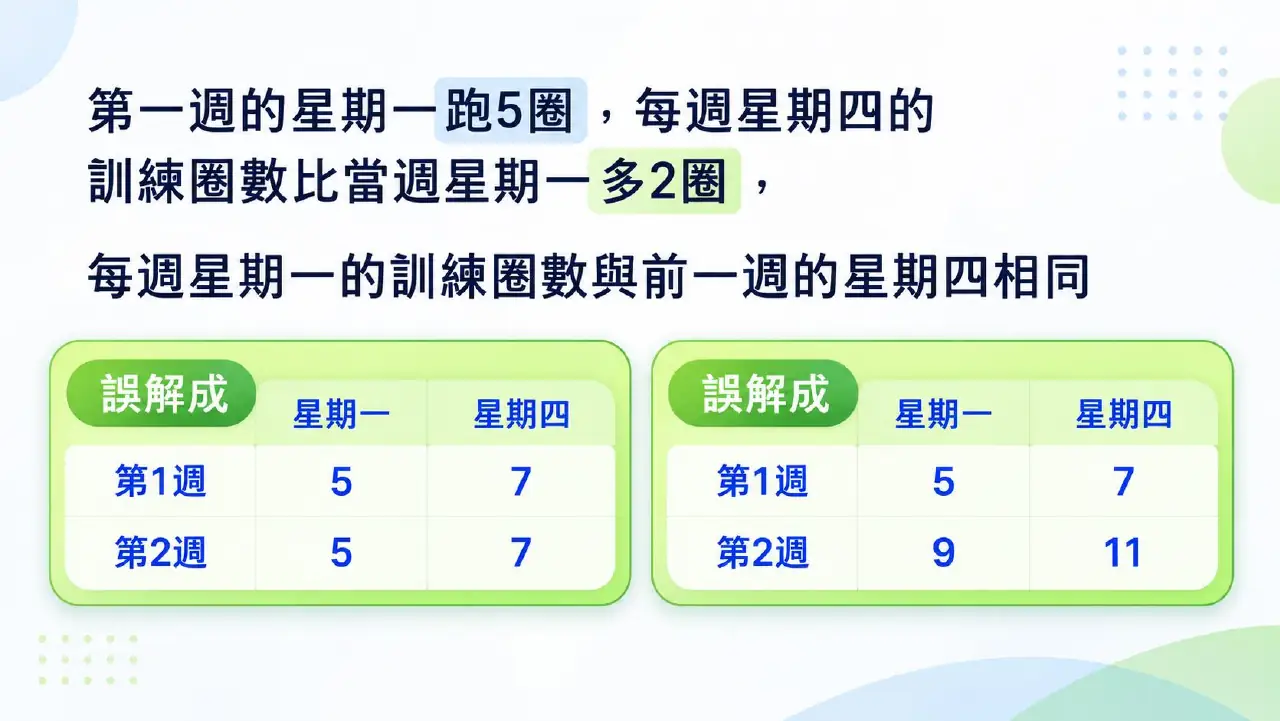 第一週的星期一跑5圈，每週星期四的
訓練圈數比當週星期一多2圈，
每週星期一的訓練圈數與前一週的星期四相同
誤解成 星期一 星期四
第1週 5 7
第2週 5 7
誤解成 星期一 星期四
第1週 5 7
第2週 9 11